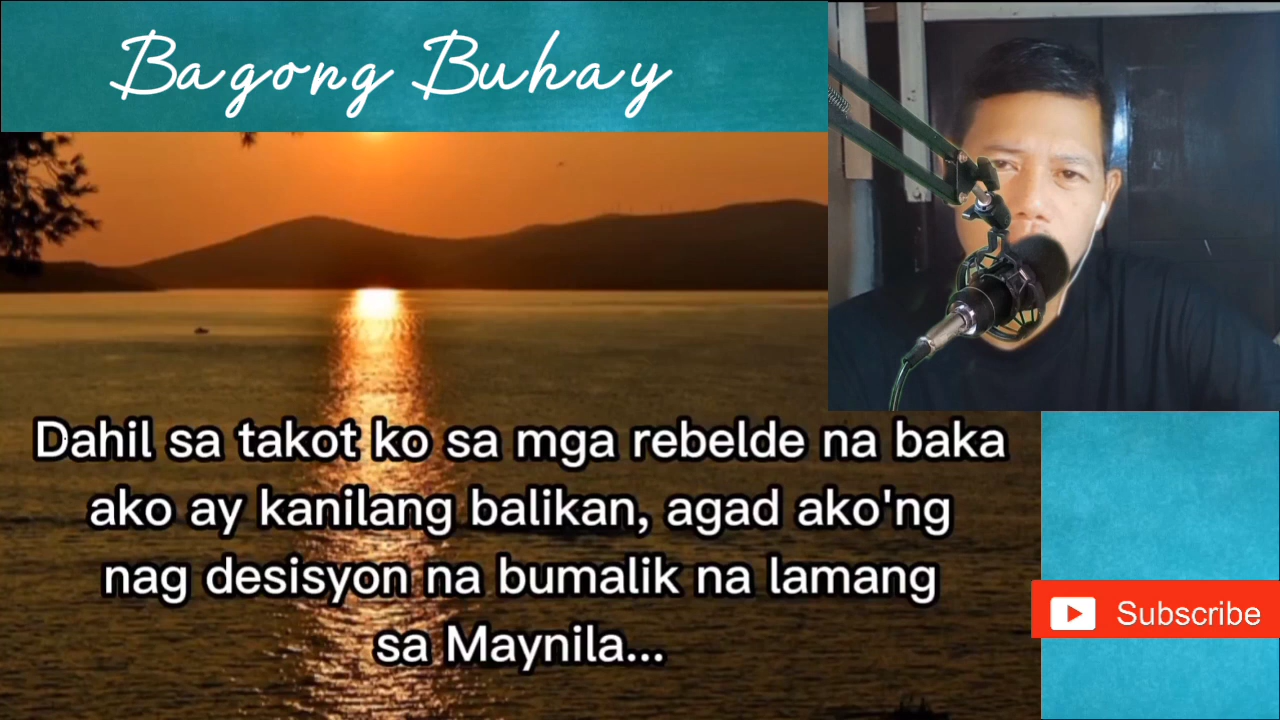 Bagong Buhay
Dahil sa takot ko sa mga rebelde na baka
ako ay kanilang balikan, agad ako'ng
nag desisyon na bumalik na lamang
sa Maynila...
Subscribe